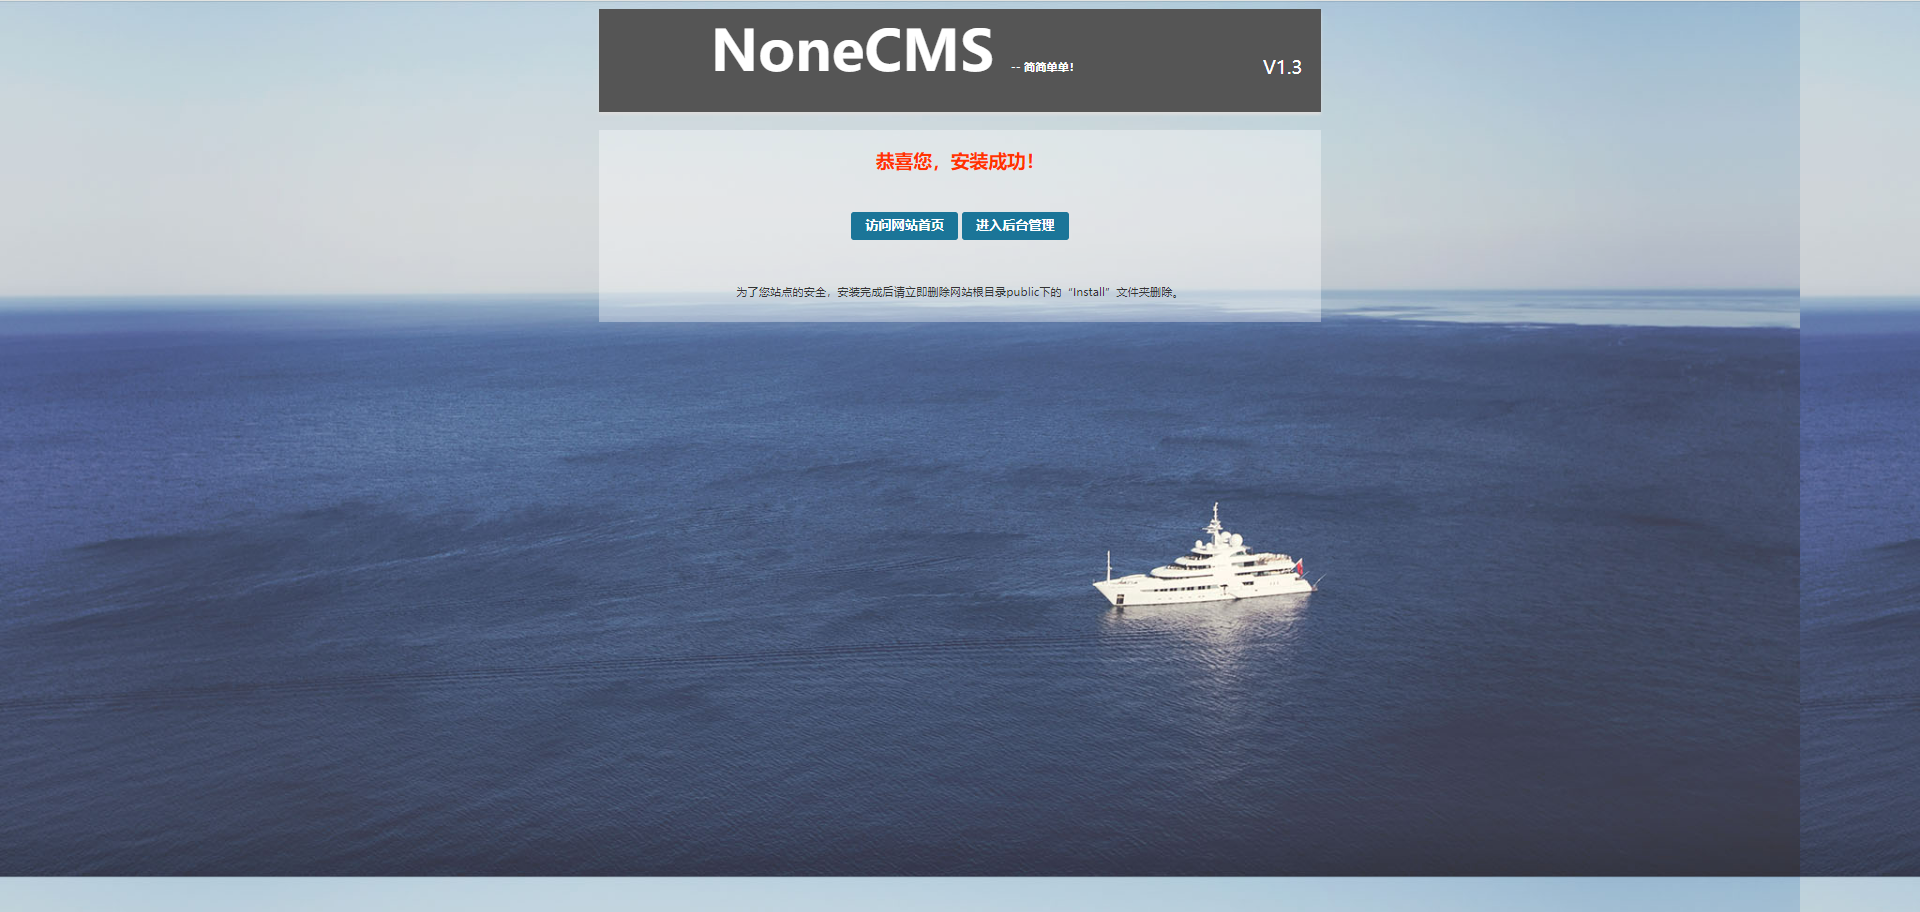 NoneCMS -- 简简单单！
V1.3
恭喜您，安装成功！
访问网站首页 进入后台管理
为了您站点的安全，安装完成后请立即删除网站根目录public下的“Install”文件夹删除。